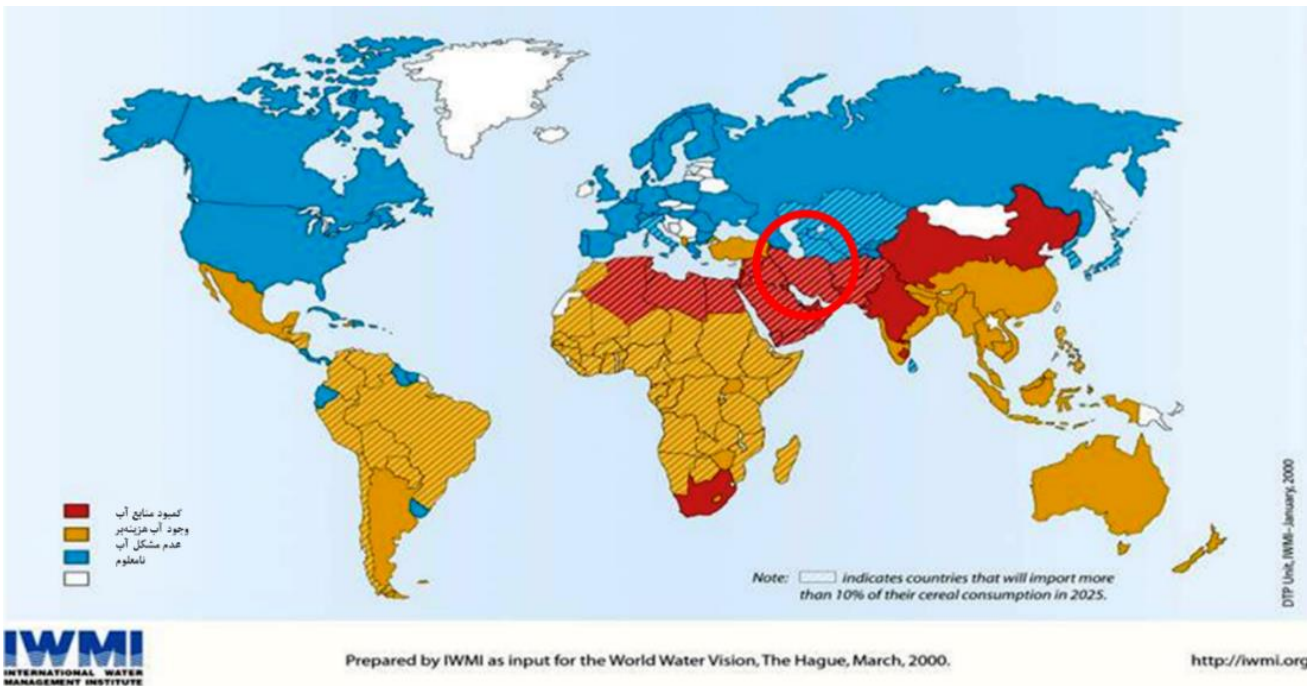 کمبود منابع آب
وجود آب هزینه‌بر
عدم مشکل آب
نامعلوم
Note: indicates countries that will import more
than 10% of their cereal consumption in 2025.
DTP Unit, IWMI-January, 2000
IWMI
INTERNATIONAL WATER
MANAGEMENT INSTITUTE
Prepared by IWMI as input for the World Water Vision, The Hague, March, 2000.
http://iwmi.org